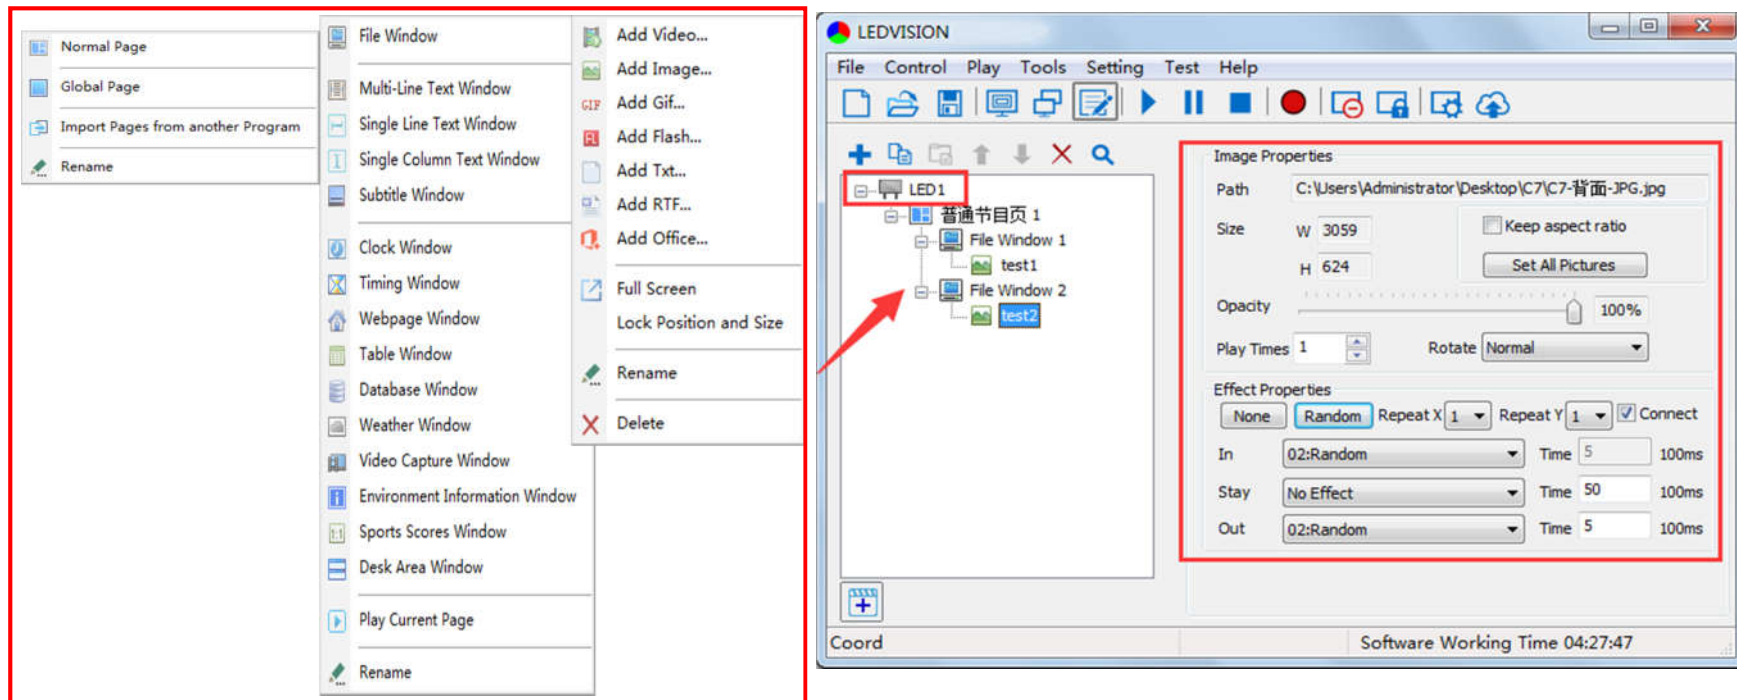 Normal Page
Global Page
Import Pages from another Program
Rename
File Window
Multi-Line Text Window
Single Line Text Window
Single Column Text Window
Subtitle Window
Clock Window
Timing Window
Webpage Window
Table Window
Database Window
Weather Window
Video Capture Window
Environment Information Window
Sports Scores Window
Desk Area Window
Play Current Page
Rename
Add Video...
Add Image...
GIF Add Gif...
Add Flash...
Add Txt...
Add RTF...
Add Office...
Full Screen
Lock Position and Size
Rename
Delete
LEDVISION
File Control Play Tools Setting Test Help
LED1
普通节目页 1
File Window 1
test1
File Window 2
test2
Image Properties
Path C:\Users\Administrator\Desktop\C7\C7-背面-JPG.jpg
Size W 3059 Keep aspect ratio
H 624 Set All Pictures
Opacity 100%
Play Times 1 Rotate Normal
Effect Properties
None Random Repeat X 1 Repeat Y 1 Connect
In 02:Random Time 5 100ms
Stay No Effect Time 50 100ms
Out 02:Random Time 5 100ms
Coord Software Working Time 04:27:47